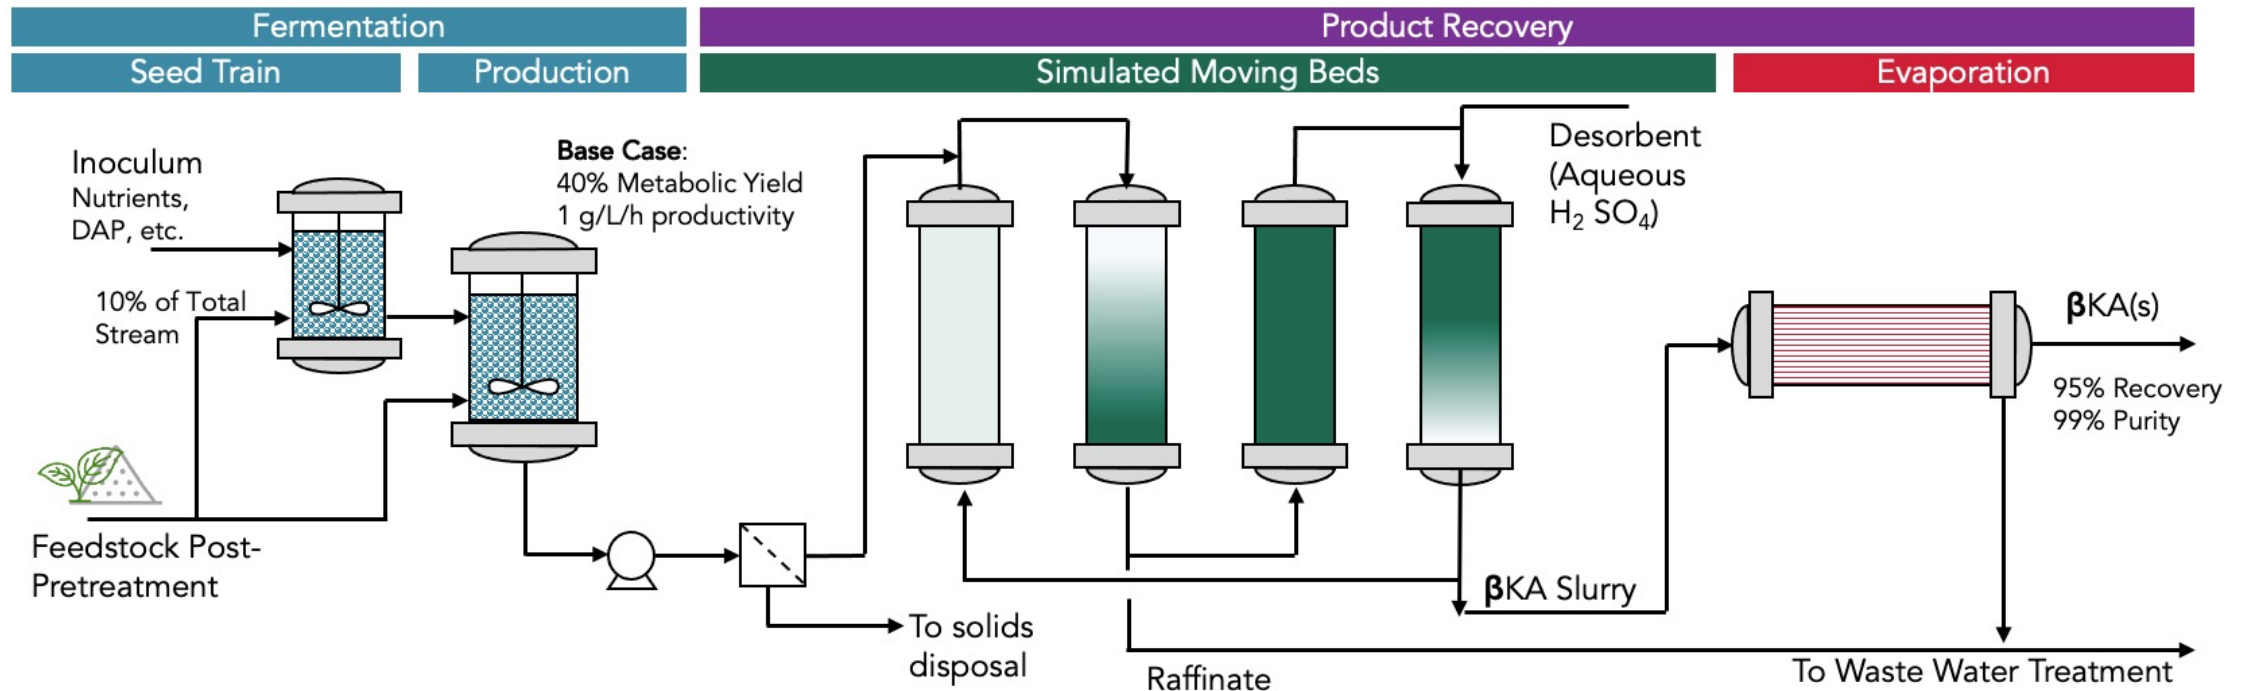 Fermentation
Product Recovery
Seed Train
Production
Simulated Moving Beds
Evaporation
Inoculum
Nutrients,
DAP, etc.
10% of Total
Stream
Feedstock Post-
Pretreatment
Base Case:
40% Metabolic Yield
1 g/L/h productivity
To solids
disposal
Desorbent
(Aqueous
H₂ SO₄)
βKA Slurry
Raffinate
βKA(s)
95% Recovery
99% Purity
To Waste Water Treatment